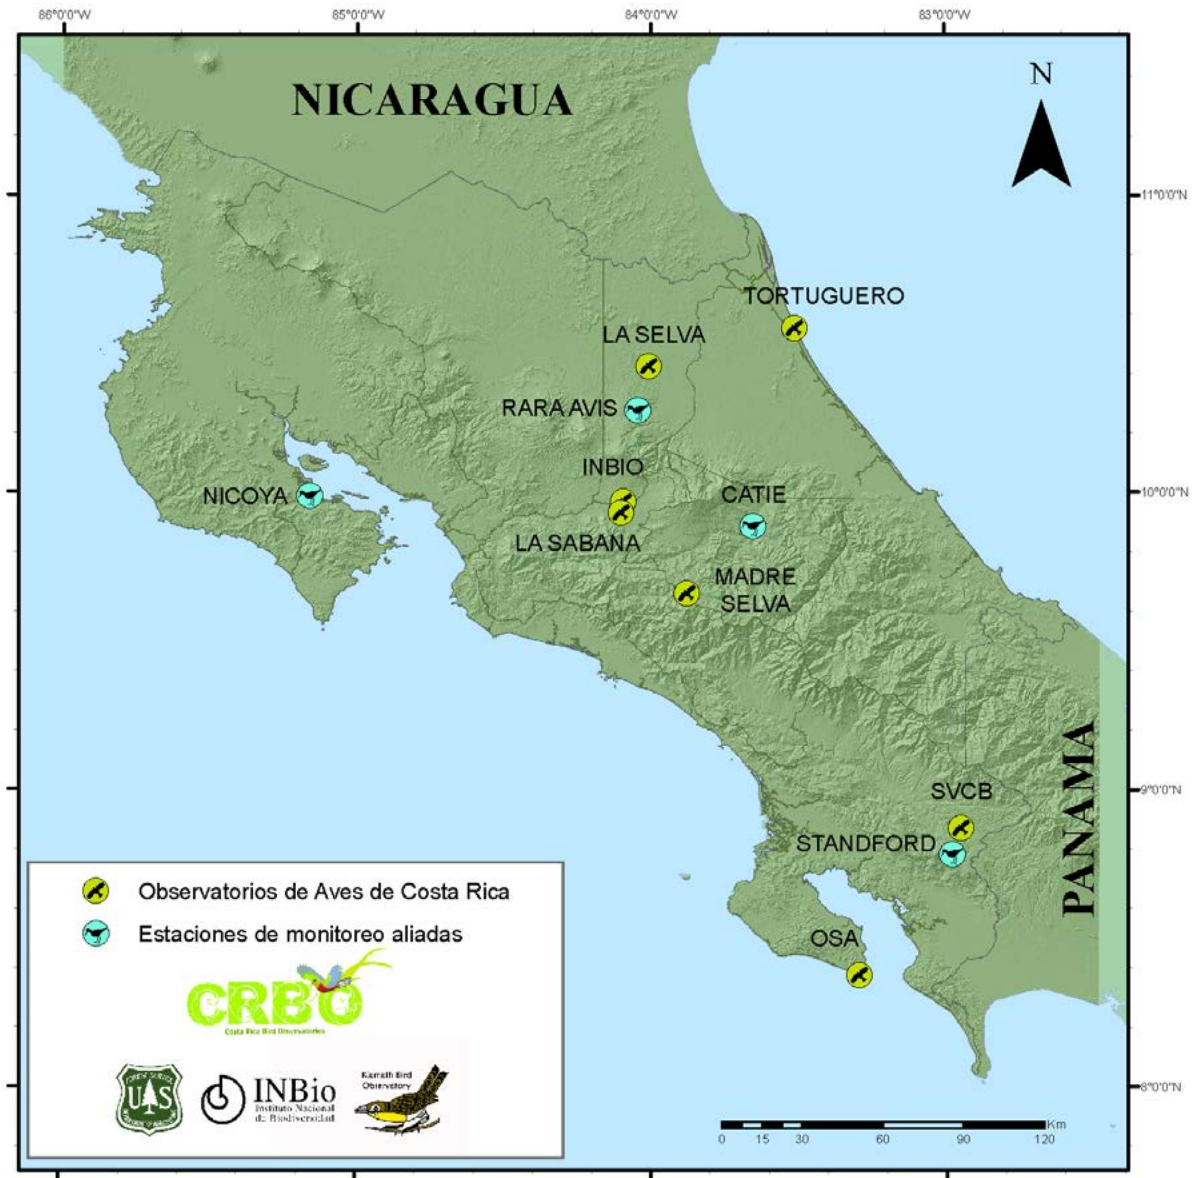 86°0'0"W 85°0'0"W 84°0'0"W 83°0'0"W
N
NICARAGUA
11°0'0"N
TORTUGUERO
LA SELVA
RARA AVIS
INBIO
CATIE
NICOYA
10°0'0"N
LA SABANA
MADRE
SELVA
PANAMA
SVCB
9°0'0"N
STANDFORD
OSA
Observatorios de Aves de Costa Rica
Estaciones de monitoreo aliadas
CRBO
Costa Rica Bird Observatories
FOREST SERVICE
US
Klamath Bird
Observatory
INBio
Instituto Nacional
de Biodiversidad
8°0'0"N
Km
0 15 30 60 90 120